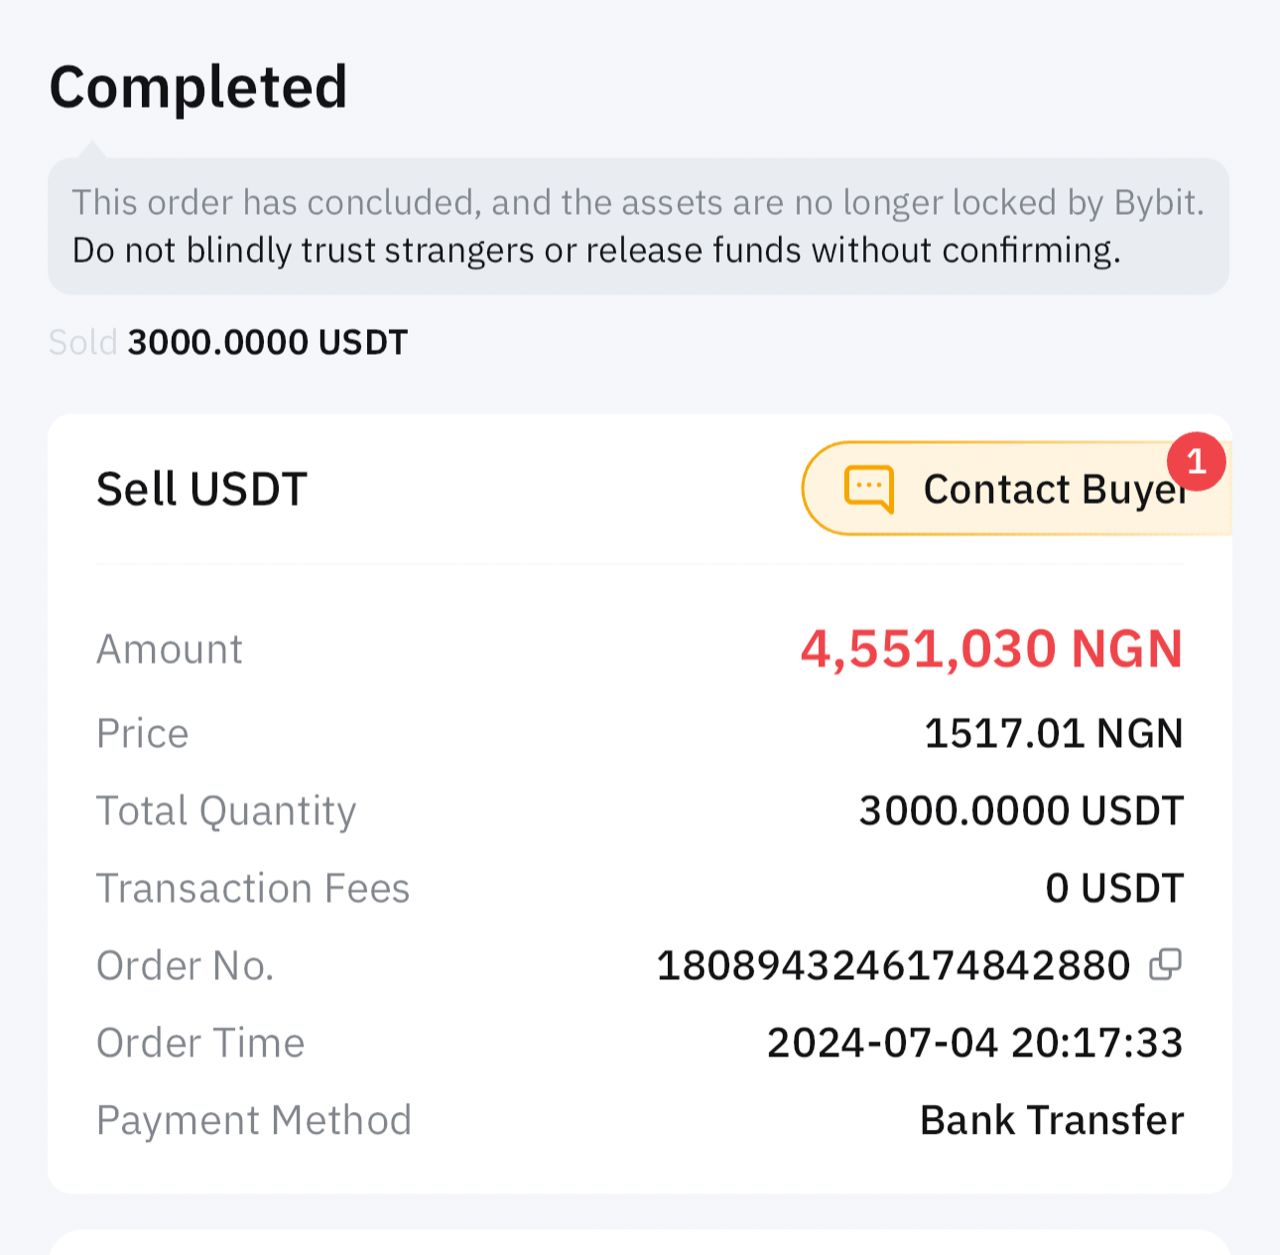 Completed
This order has concluded, and the assets are no longer locked by Bybit.
Do not blindly trust strangers or release funds without confirming.
Sold 3000.0000 USDT
Sell USDT
Contact Buyer
1
Amount 4,551,030 NGN
Price 1517.01 NGN
Total Quantity 3000.0000 USDT
Transaction Fees 0 USDT
Order No. 1808943246174842880
Order Time 2024-07-04 20:17:33
Payment Method Bank Transfer